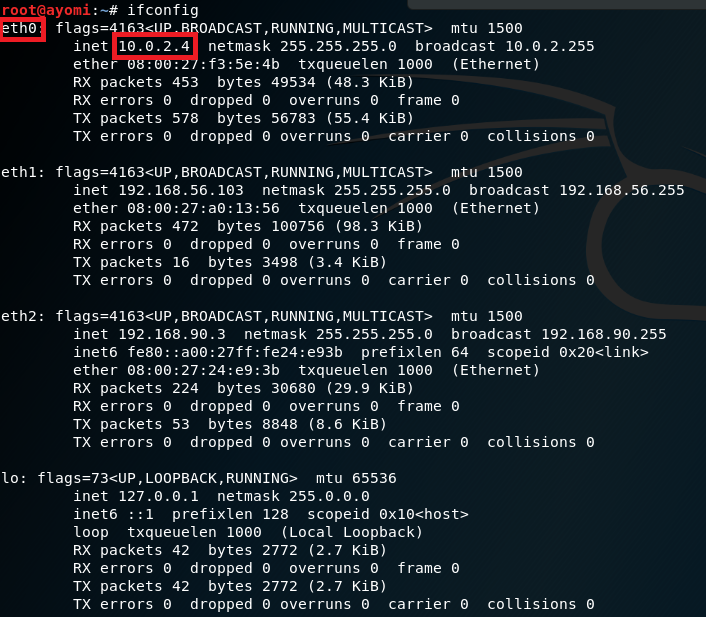 root@ayomi:~# ifconfig
eth0: flags=4163<UP,BROADCAST,RUNNING,MULTICAST>  mtu 1500
        inet 10.0.2.4  netmask 255.255.255.0  broadcast 10.0.2.255
        ether 08:00:27:f3:5e:4b  txqueuelen 1000  (Ethernet)
        RX packets 453  bytes 49534 (48.3 KiB)
        RX errors 0  dropped 0  overruns 0  frame 0
        TX packets 578  bytes 56783 (55.4 KiB)
        TX errors 0  dropped 0 overruns 0  carrier 0  collisions 0

eth1: flags=4163<UP,BROADCAST,RUNNING,MULTICAST>  mtu 1500
        inet 192.168.56.103  netmask 255.255.255.0  broadcast 192.168.56.255
        ether 08:00:27:a0:13:56  txqueuelen 1000  (Ethernet)
        RX packets 472  bytes 100756 (98.3 KiB)
        RX errors 0  dropped 0  overruns 0  frame 0
        TX packets 16  bytes 3498 (3.4 KiB)
        TX errors 0  dropped 0 overruns 0  carrier 0  collisions 0

eth2: flags=4163<UP,BROADCAST,RUNNING,MULTICAST>  mtu 1500
        inet 192.168.90.3  netmask 255.255.255.0  broadcast 192.168.90.255
        inet6 fe80::a00:27ff:fe24:e93b  prefixlen 64  scopeid 0x20<link>
        ether 08:00:27:24:e9:3b  txqueuelen 1000  (Ethernet)
        RX packets 224  bytes 30680 (29.9 KiB)
        RX errors 0  dropped 0  overruns 0  frame 0
        TX packets 53  bytes 8848 (8.6 KiB)
        TX errors 0  dropped 0 overruns 0  carrier 0  collisions 0

lo: flags=73<UP,LOOPBACK,RUNNING>  mtu 65536
        inet 127.0.0.1  netmask 255.0.0.0
        inet6 ::1  prefixlen 128  scopeid 0x10<host>
        loop  txqueuelen 1000  (Local Loopback)
        RX packets 42  bytes 2772 (2.7 KiB)
        RX errors 0  dropped 0  overruns 0  frame 0
        TX packets 42  bytes 2772 (2.7 KiB)
        TX errors 0  dropped 0 overruns 0  carrier 0  collisions 0